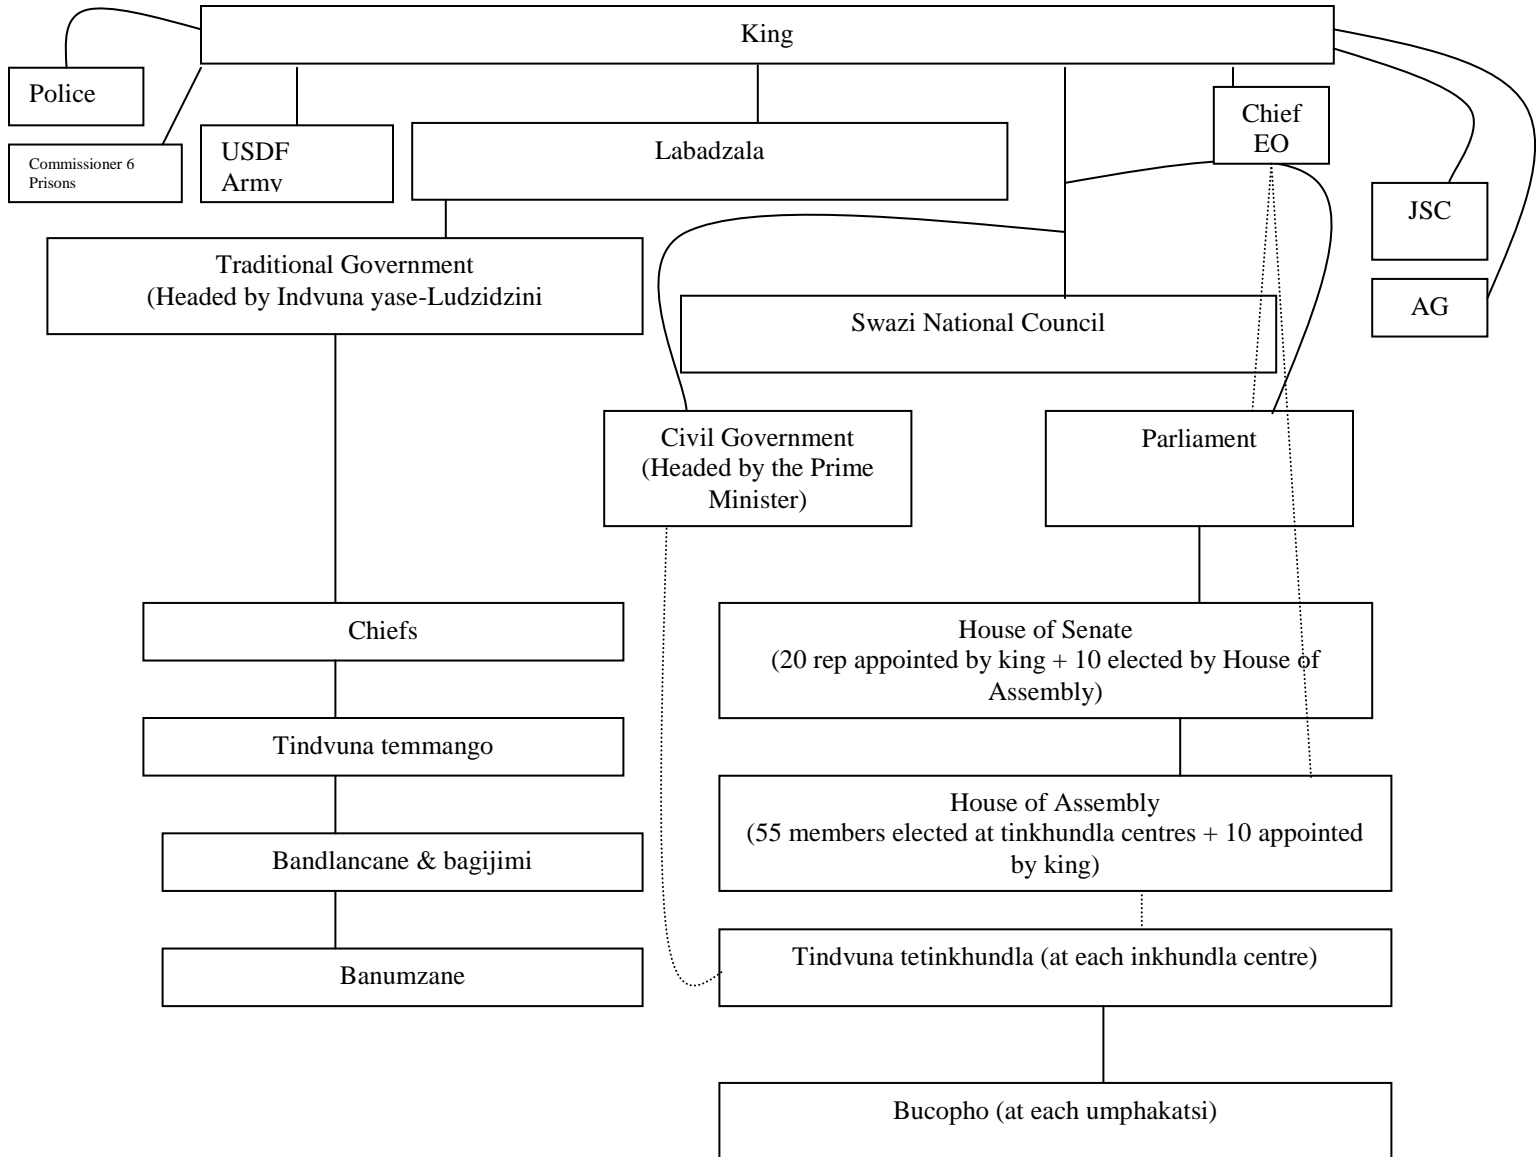 King
Police
Chief
EO
Commissioner 6
Prisons
USDF
Army
Labadzala
JSC
Traditional Government
(Headed by Indvuna yase-Ludzidzini
AG
Swazi National Council
Civil Government
(Headed by the Prime
Minister)
Parliament
Chiefs
House of Senate
(20 rep appointed by king + 10 elected by House of
Assembly)
Tindvuna temmango
House of Assembly
(55 members elected at tinkhundla centres + 10 appointed
by king)
Bandlancane & bagijimi
Tindvuna tetinkhundla (at each inkhundla centre)
Banumzane
Bucopho (at each umphakatsi)